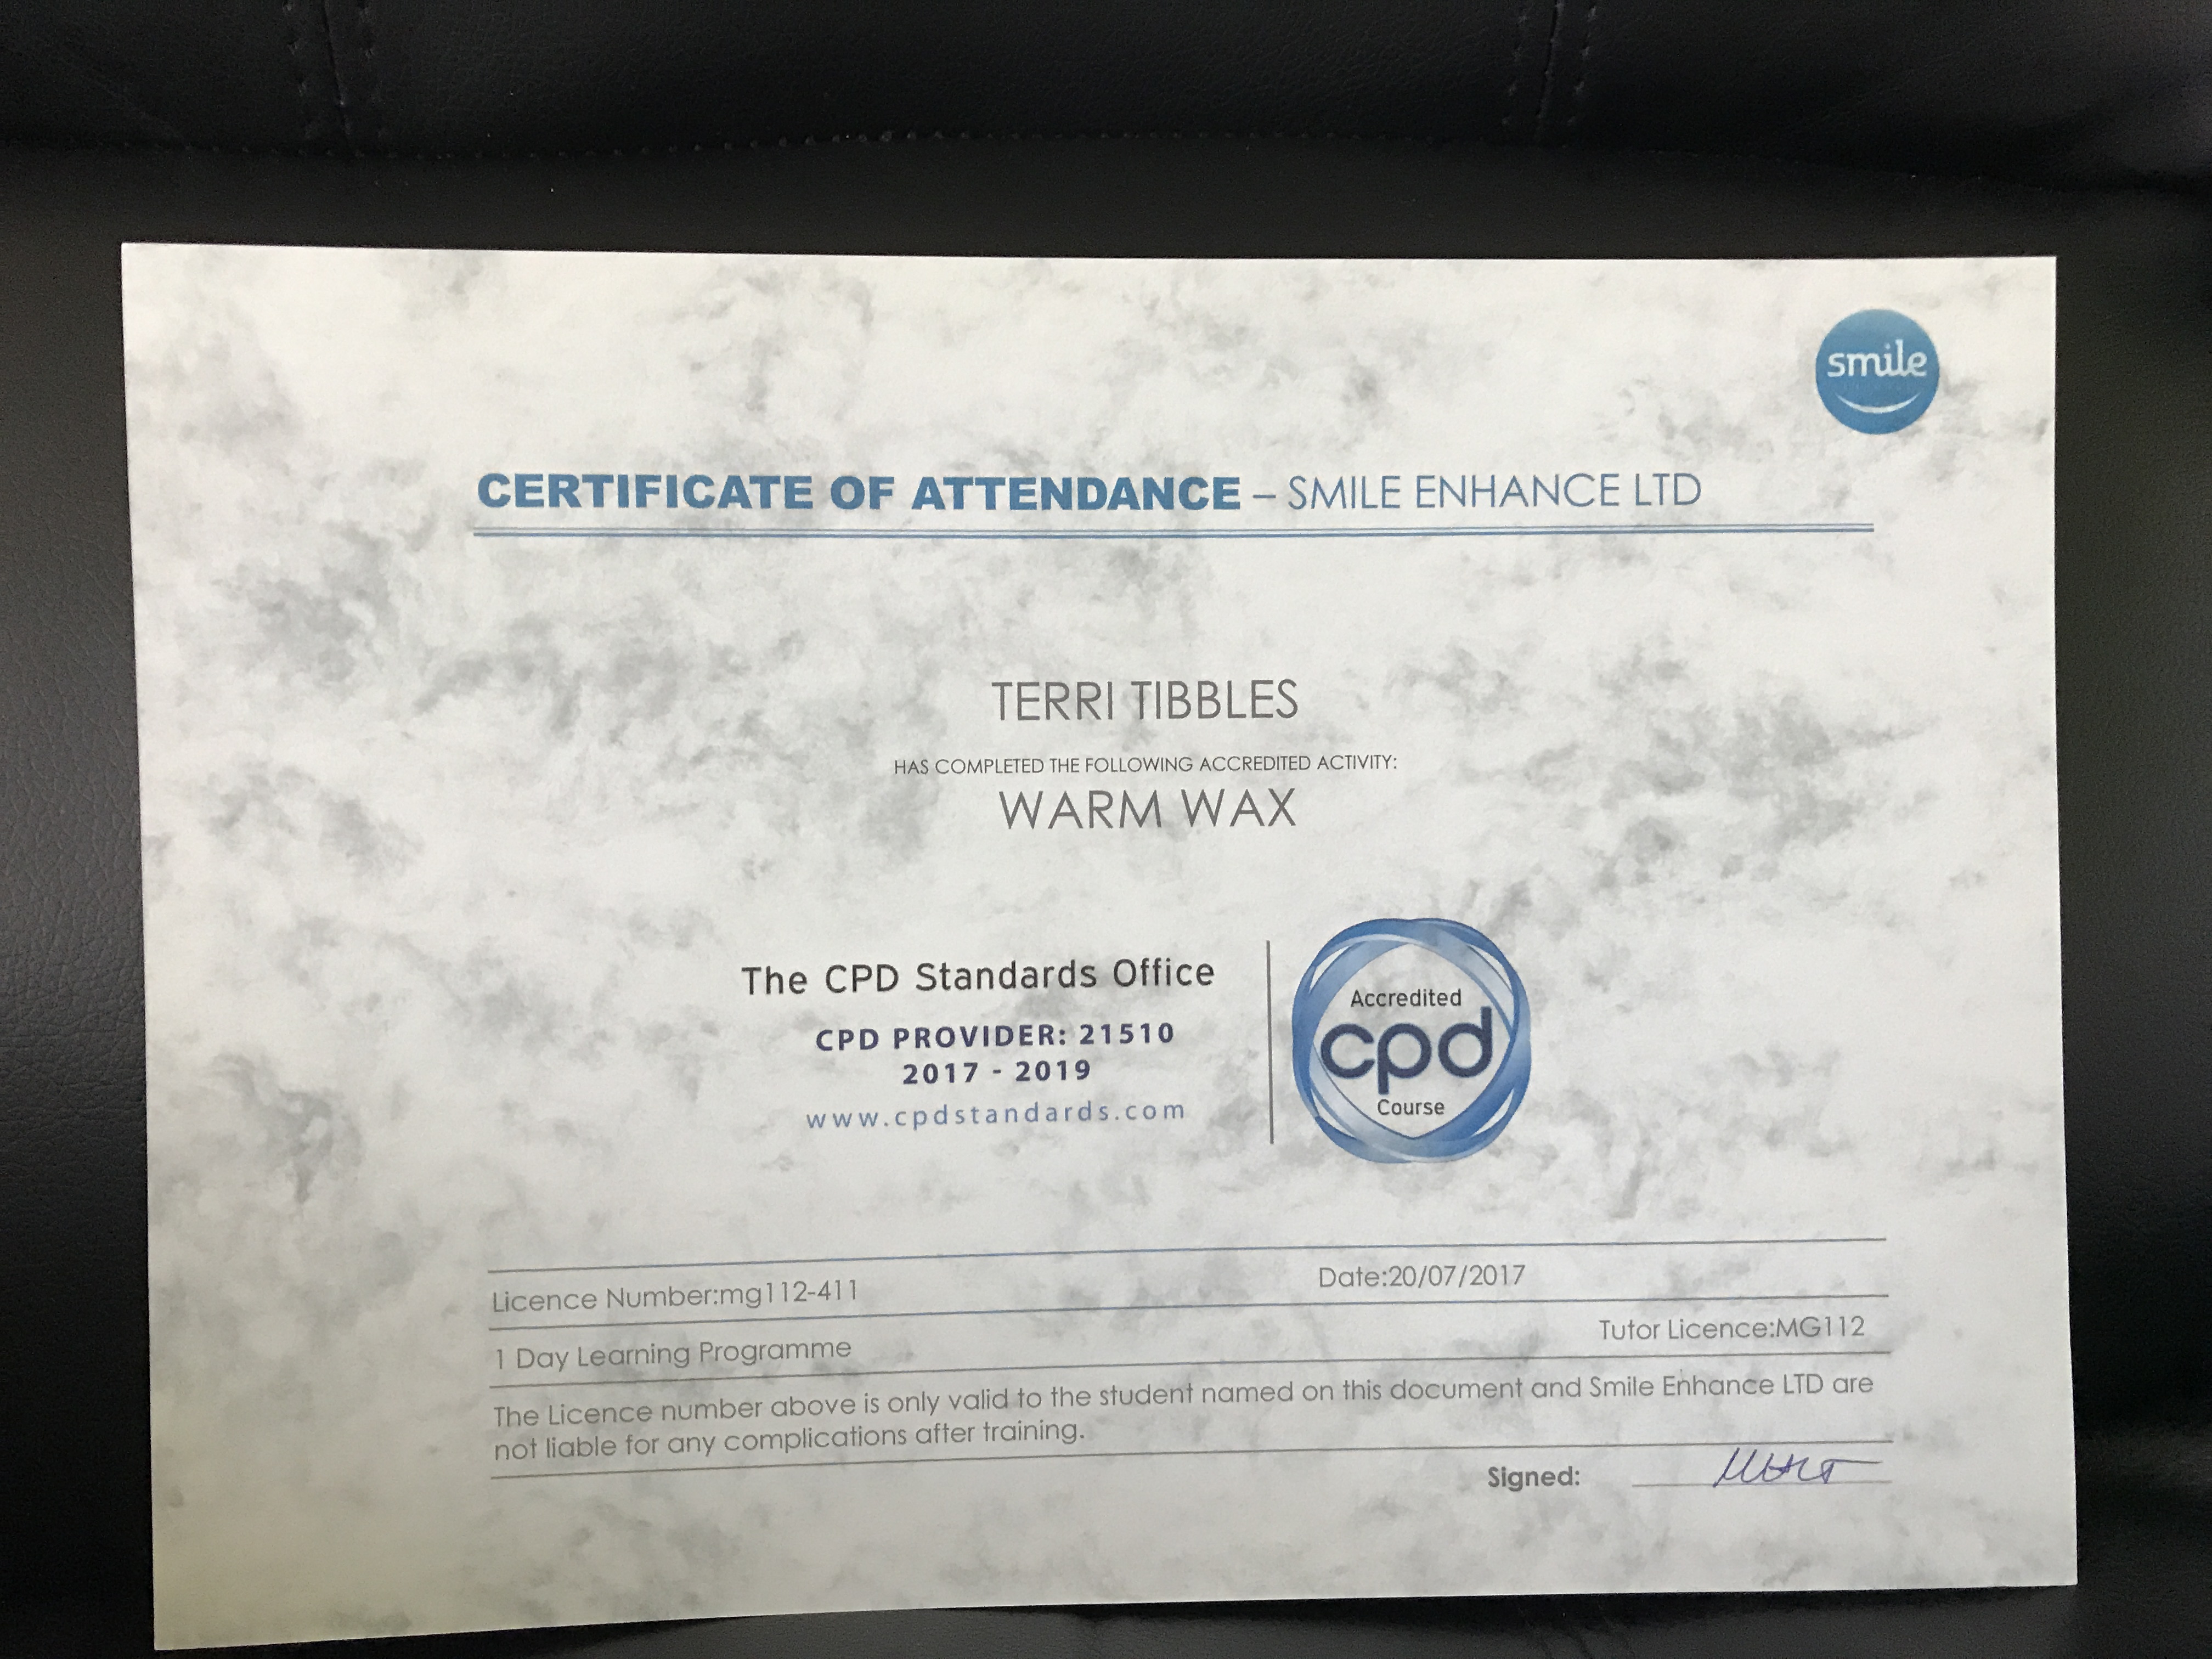 smile
CERTIFICATE OF ATTENDANCE – SMILE ENHANCE LTD
TERRI TIBBLES
HAS COMPLETED THE FOLLOWING ACCREDITED ACTIVITY:
WARM WAX
The CPD Standards Office
CPD PROVIDER: 21510
2017 - 2019
www.cpdstandards.com
Accredited
cpd
Course
Licence Number:mg112-411
Date:20/07/2017
1 Day Learning Programme
Tutor Licence:MG112
The Licence number above is only valid to the student named on this document and Smile Enhance LTD are
not liable for any complications after training.
Signed: